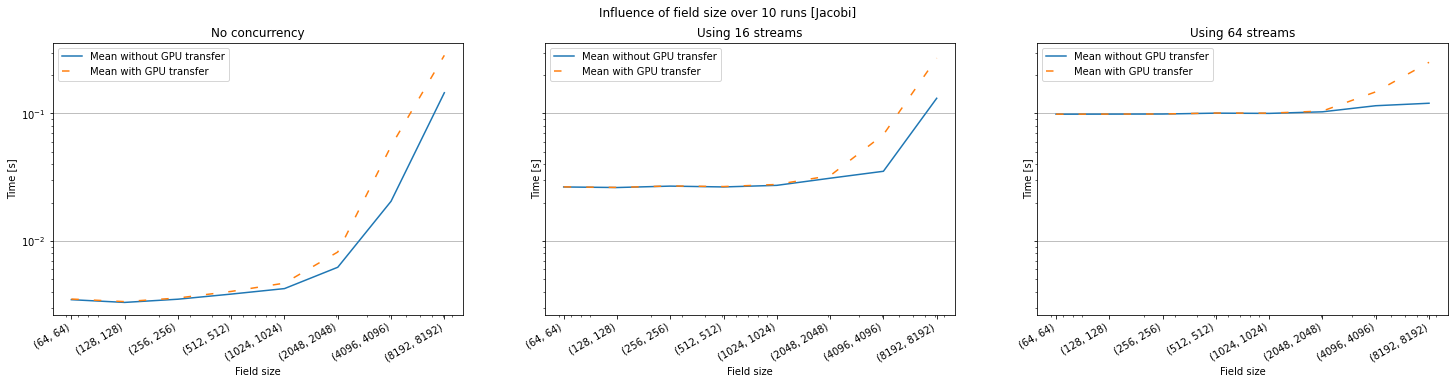 Influence of field size over 10 runs [Jacobi]
No concurrency
Mean without GPU transfer
Mean with GPU transfer
Time [s]
10⁻¹
10⁻²
(64, 64)
(128, 128)
(256, 256)
(512, 512)
(1024, 1024)
(2048, 2048)
(4096, 4096)
(8192, 8192)
Field size
Using 16 streams
Mean without GPU transfer
Mean with GPU transfer
Time [s]
(64, 64)
(128, 128)
(256, 256)
(512, 512)
(1024, 1024)
(2048, 2048)
(4096, 4096)
(8192, 8192)
Field size
Using 64 streams
Mean without GPU transfer
Mean with GPU transfer
Time [s]
(64, 64)
(128, 128)
(256, 256)
(512, 512)
(1024, 1024)
(2048, 2048)
(4096, 4096)
(8192, 8192)
Field size